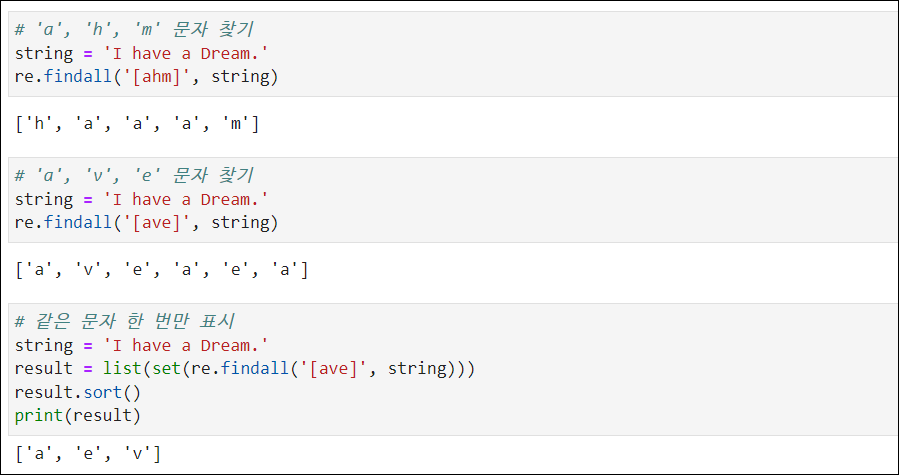 # 'a', 'h', 'm' 문자 찾기
string = 'I have a Dream.'
re.findall('[ahm]', string)
['h', 'a', 'a', 'a', 'm']
# 'a', 'v', 'e' 문자 찾기
string = 'I have a Dream.'
re.findall('[ave]', string)
['a', 'v', 'e', 'a', 'e', 'a']
# 같은 문자 한 번만 표시
string = 'I have a Dream.'
result = list(set(re.findall('[ave]', string)))
result.sort()
print(result)
['a', 'e', 'v']